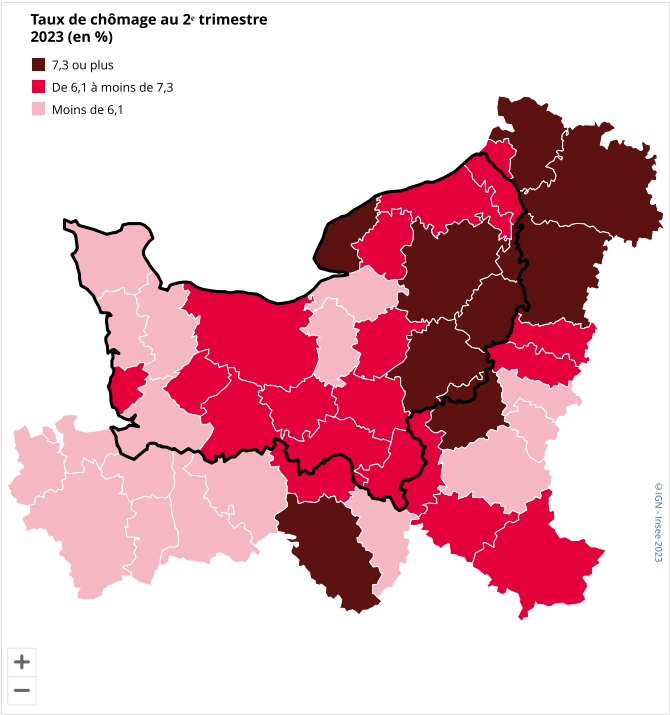 Taux de chômage au 2e trimestre
2023 (en %)
7,3 ou plus
De 6,1 à moins de 7,3
Moins de 6,1
© IGN - Insee 2023
+
−